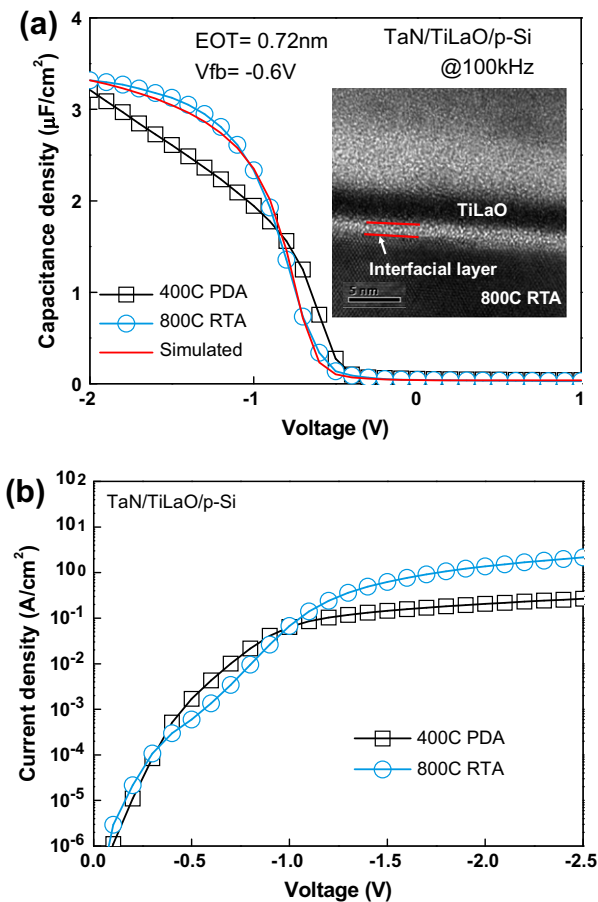 (a)
EOT= 0.72nm
Vfb= -0.6V
TaN/TiLaO/p-Si
@100kHz
Capacitance density (μF/cm²)
4
3
2
1
0
TiLaO
Interfacial layer
5 nm
800C RTA
400C PDA
800C RTA
Simulated
-2
-1
0
1
Voltage (V)
(b)
TaN/TiLaO/p-Si
Currrent density (A/cm²)
10²
10¹
10⁰
10⁻¹
10⁻²
10⁻³
10⁻⁴
10⁻⁵
10⁻⁶
400C PDA
800C RTA
0.0
-0.5
-1.0
-1.5
-2.0
-2.5
Voltage (V)